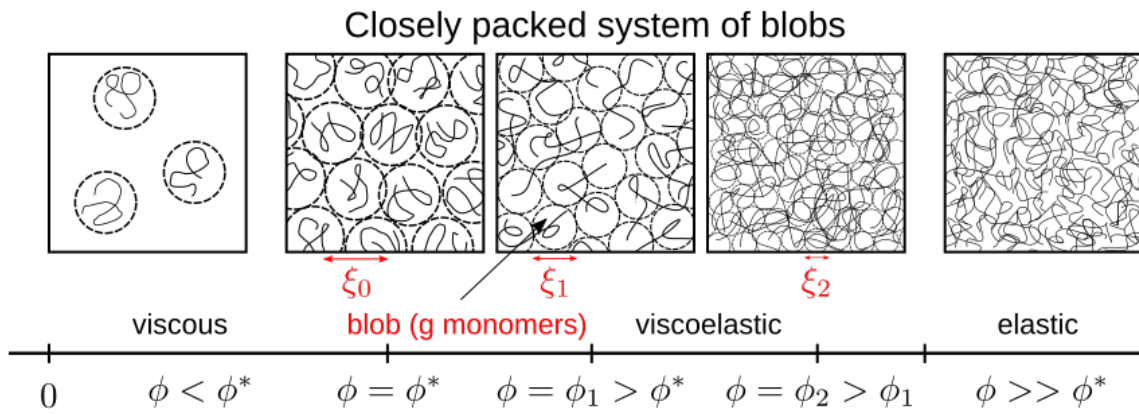 Closely packed system of blobs
ξ₀ ξ₁ ξ₂
viscous blob (g monomers) viscoelastic elastic
0 ϕ < ϕ* ϕ = ϕ* ϕ = ϕ₁ > ϕ* ϕ = ϕ₂ > ϕ₁ ϕ >> ϕ*